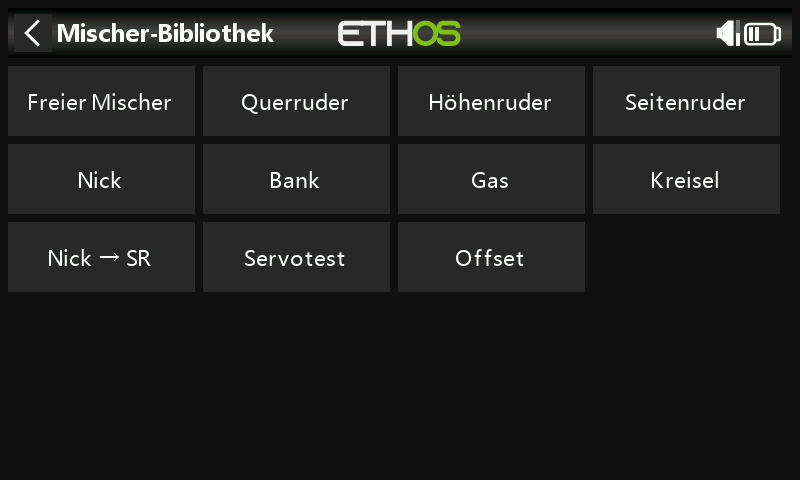 Mischer-Bibliothek ETHOS
Freier Mischer Querruder Höhenruder Seitenruder
Nick Bank Gas Kreisel
Nick → SR Servotest Offset